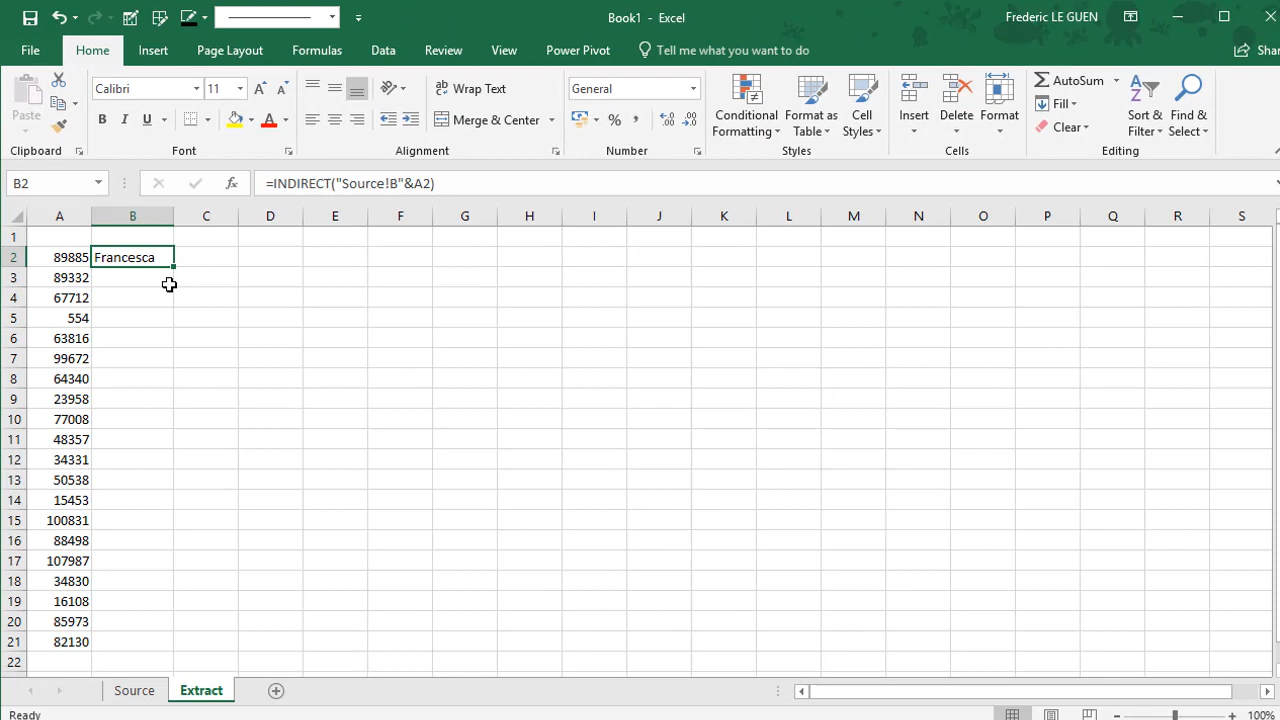 Book1 - Excel
Frederic LE GUEN
File Home Insert Page Layout Formulas Data Review View Power Pivot Tell me what you want to do Shar
Calibri 11 Wrap Text General AutoSum
Paste B I U A Merge & Center % , Conditional Formatting Format as Table Cell Styles Insert Delete Format Fill Clear Sort & Filter Find & Select
Clipboard Font Alignment Number Styles Cells Editing
B2 fx =INDIRECT("Source!B"&A2)
A B C D E F G H I J K L M N O P Q R S
1
2 89885 Francesca
3 89332
4 67712
5 554
6 63816
7 99672
8 64340
9 23958
10 77008
11 48357
12 34331
13 50538
14 15453
15 100831
16 88498
17 107987
18 34830
19 16108
20 85973
21 82130
22
Source Extract
Ready 100%